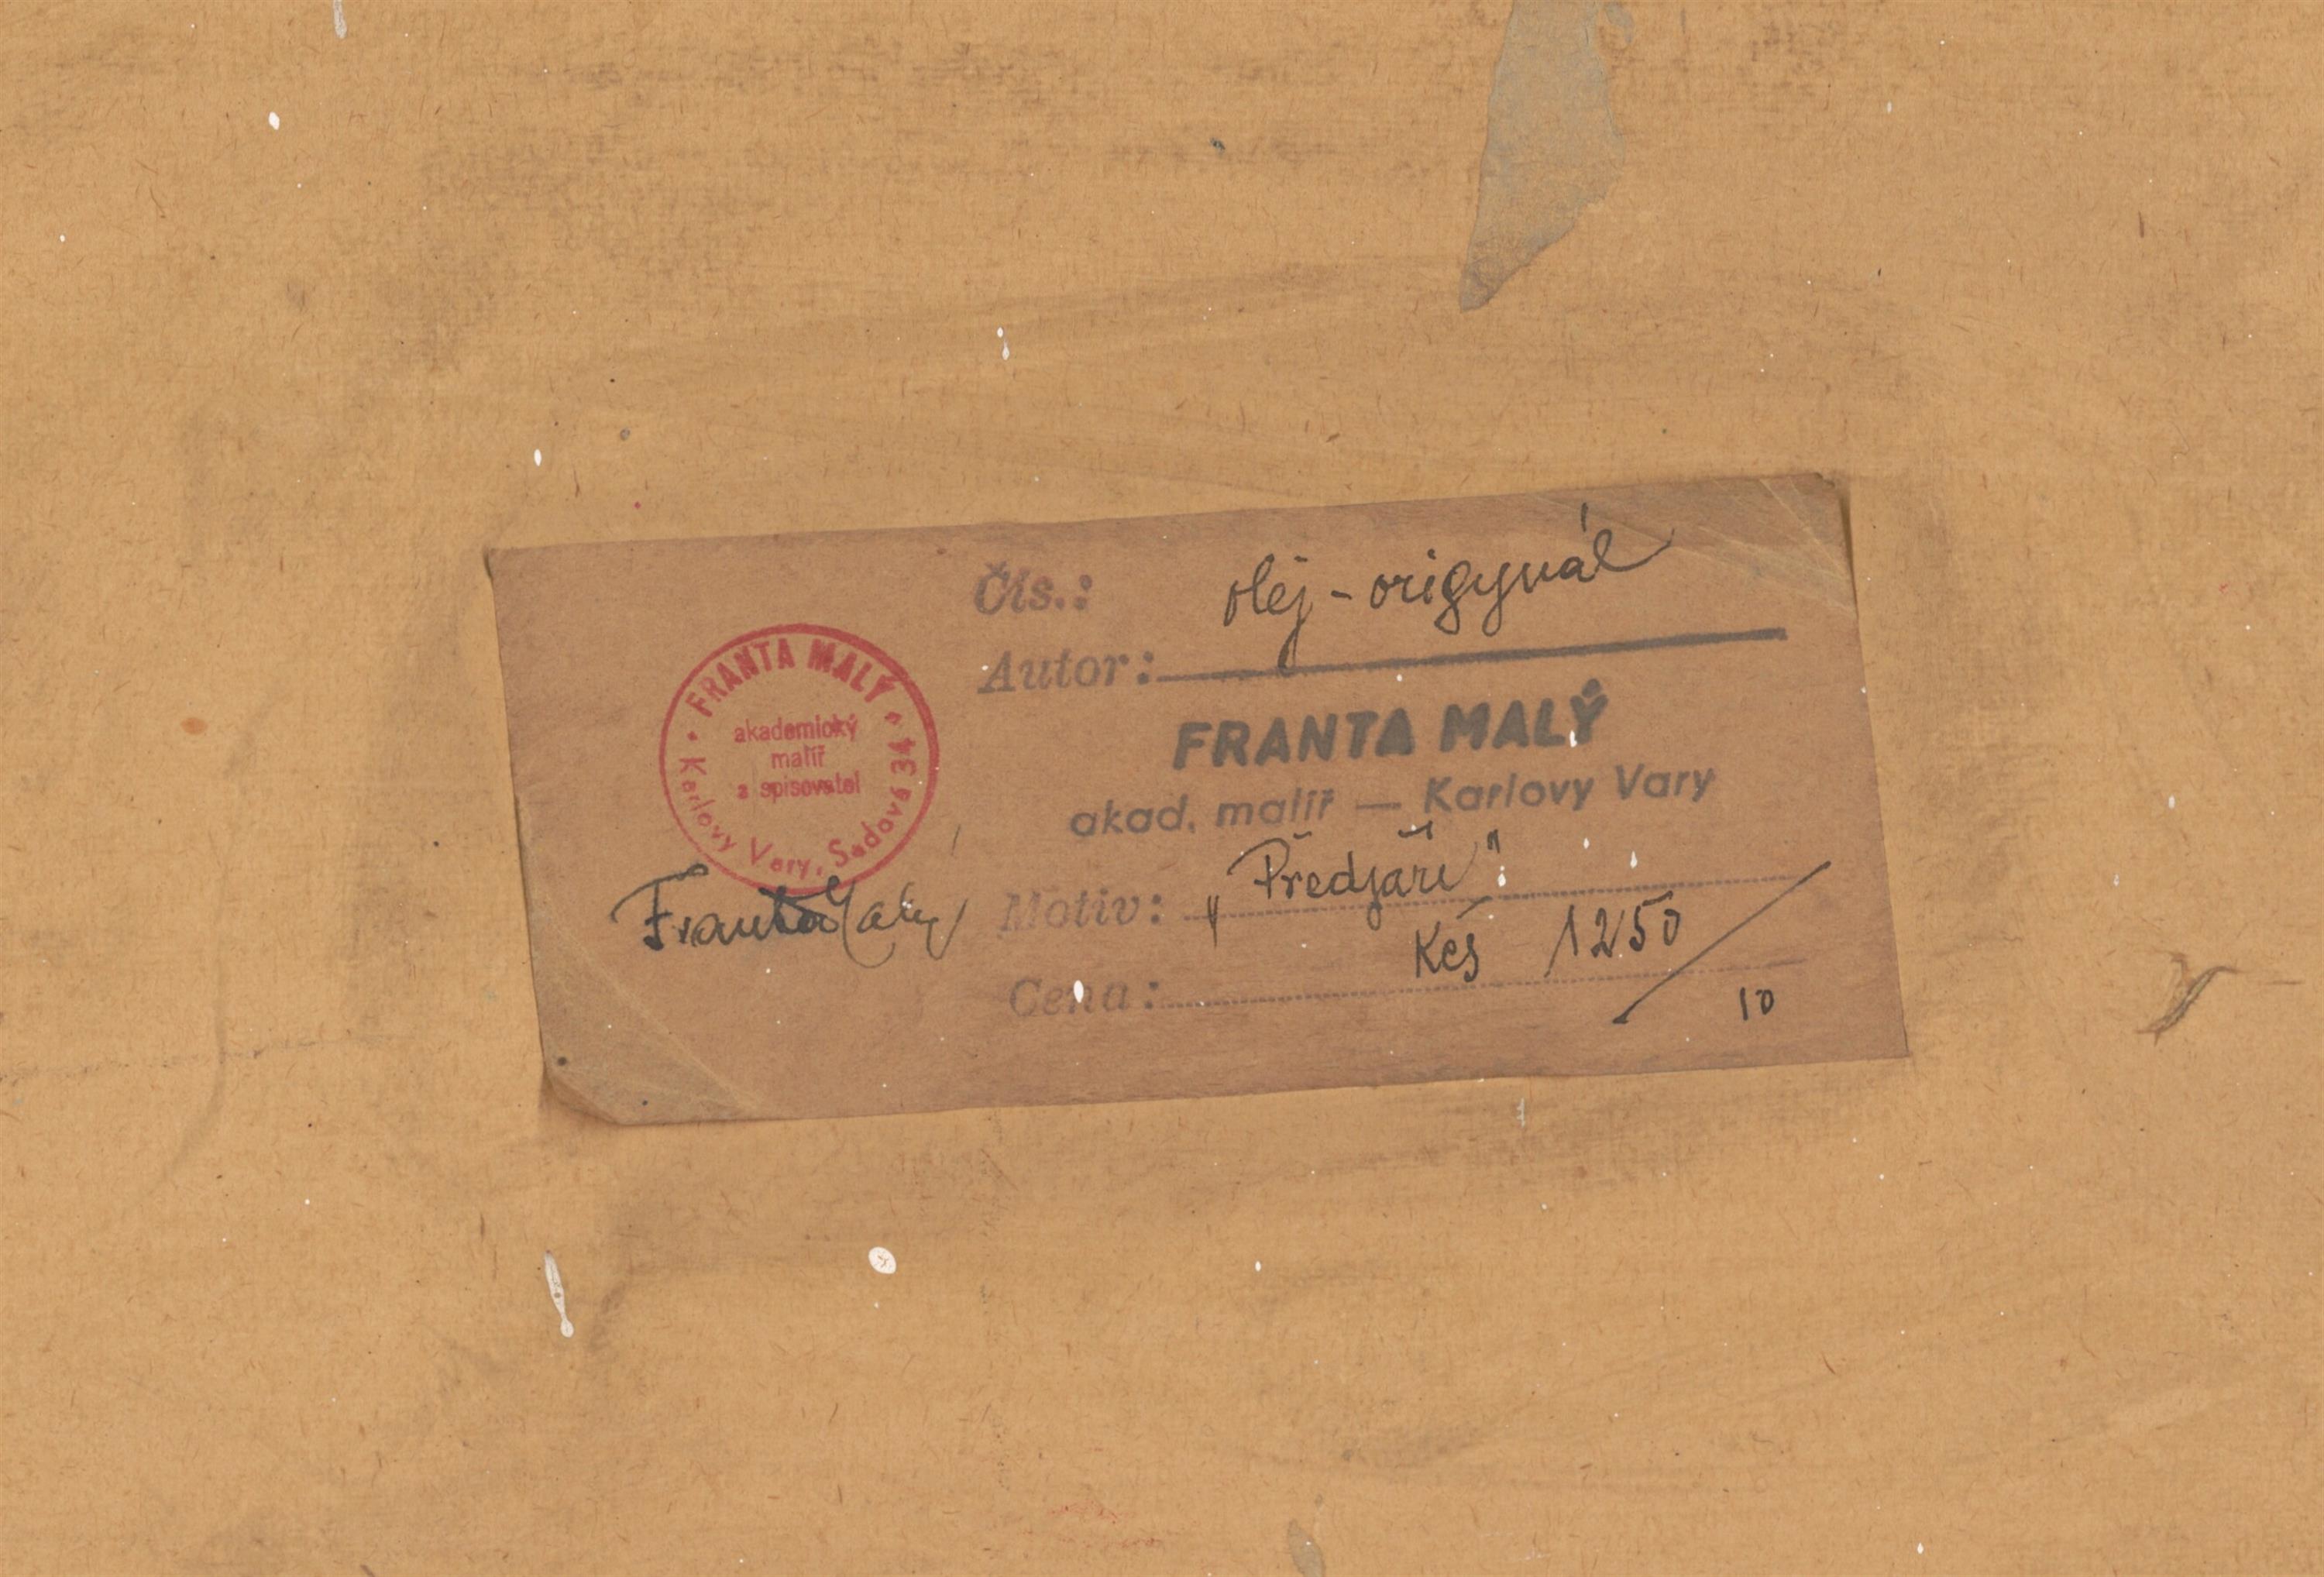 Čís.: olej - origynál
Autor:
FRANTA MALÝ
akad. malíř — Karlovy Vary
Motiv: „Předjaří"
Cena: Kčs 1250
10
FRANTA MALÝ
akademický
malíř
a spisovatel
Karlovy Vary, Sadová 34
Franta Malý